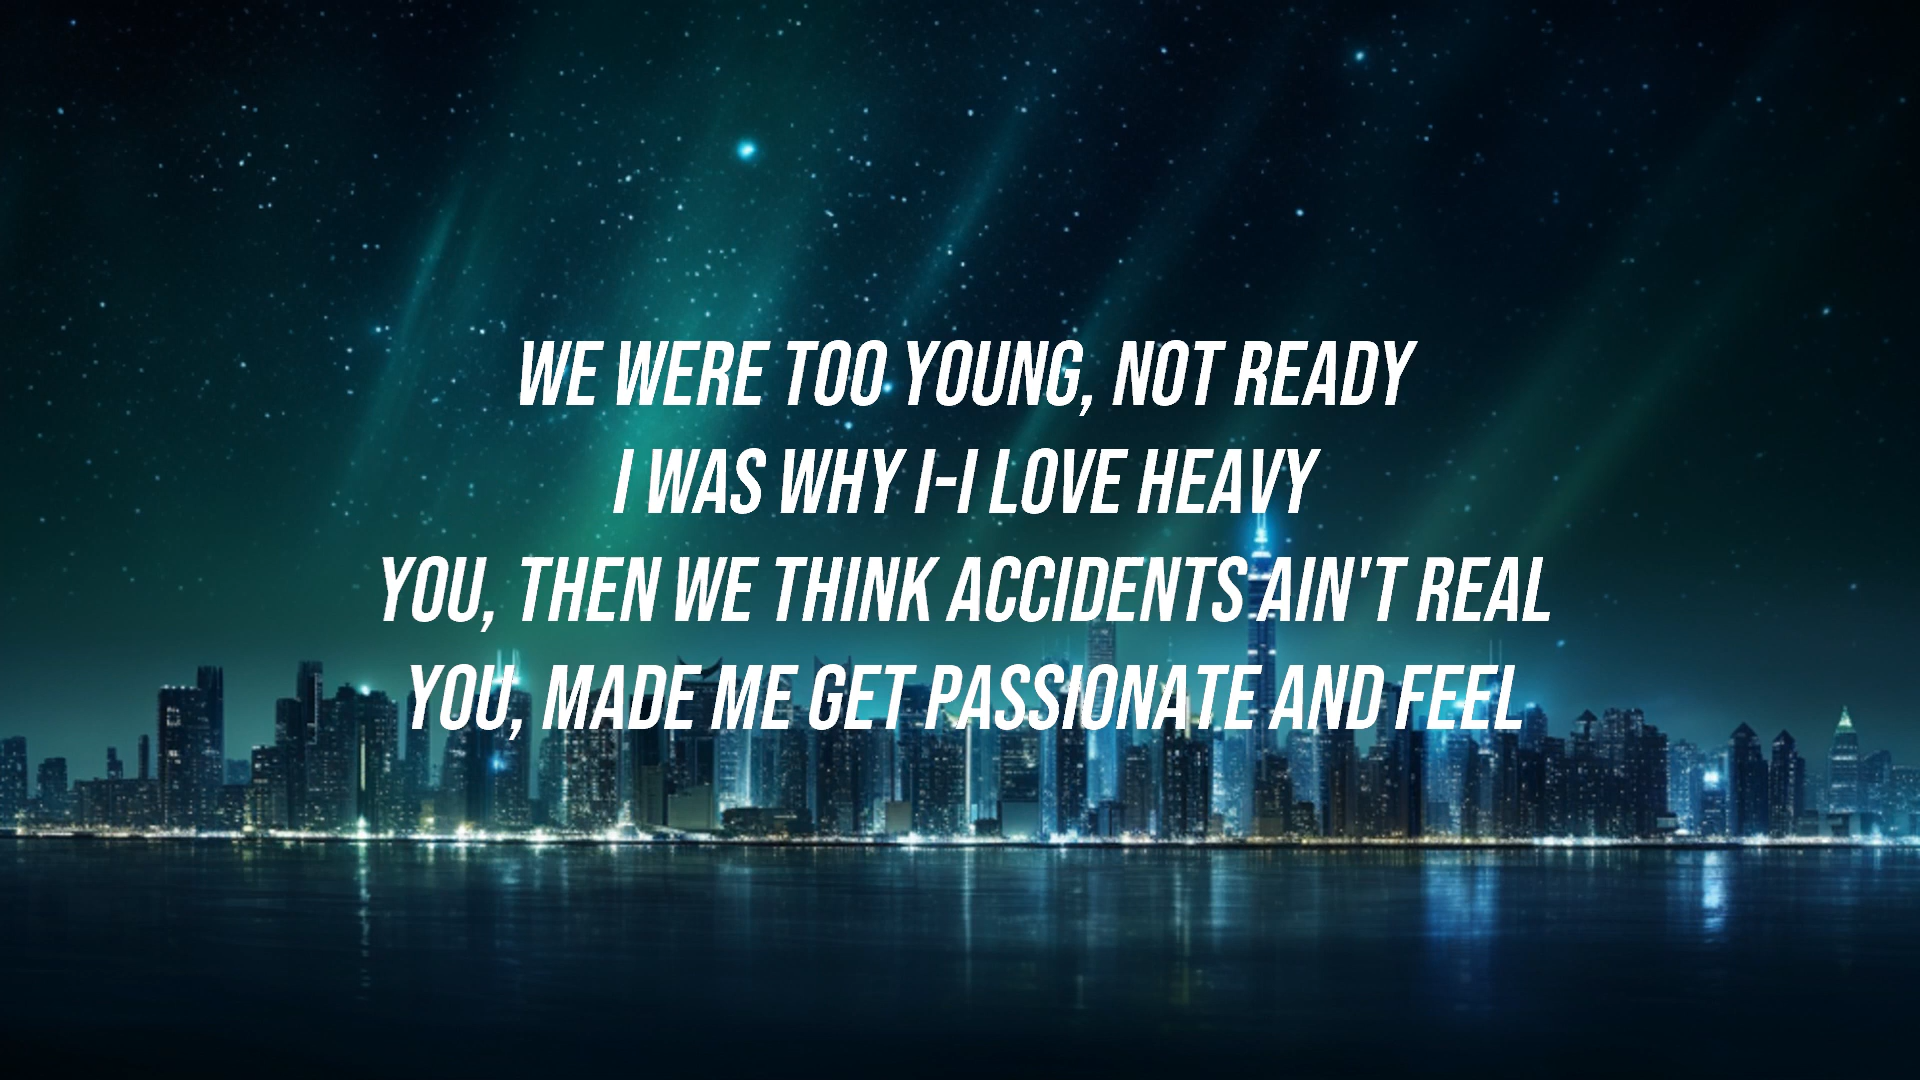 WE WERE TOO YOUNG, NOT READY
I WAS WHY I-I LOVE HEAVY
YOU, THEN WE THINK ACCIDENTS AIN'T REAL
YOU, MADE ME GET PASSIONATE AND FEEL